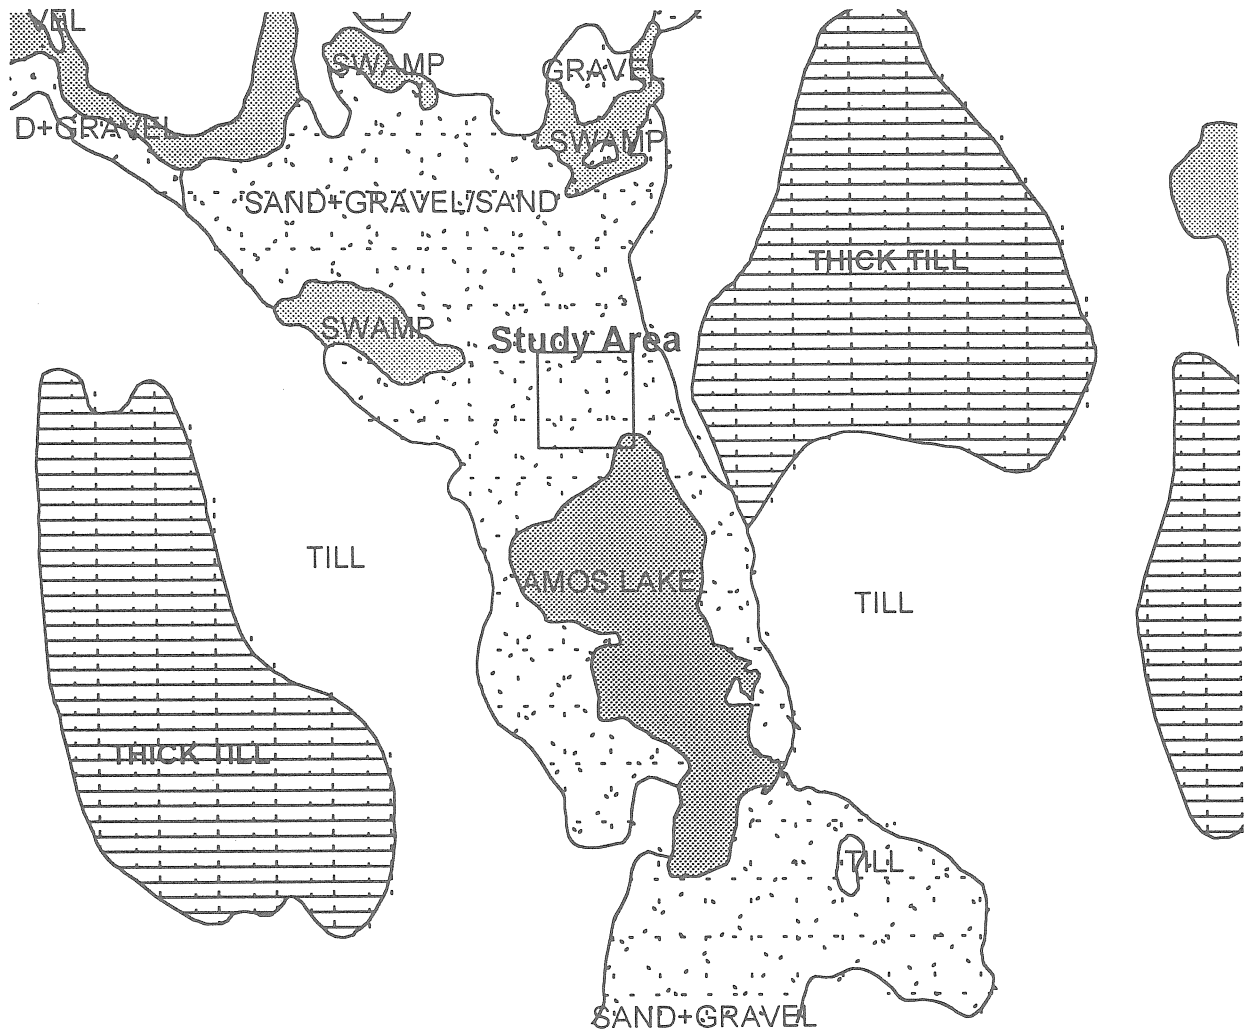 VEL
SWAMP
GRAVEL
D+GRAVEL
SWAMP
SAND+GRAVEL/SAND
THICK TILL
SWAMP
Study Area
TILL
AMOS LAKE
TILL
THICK TILL
TILL
SAND+GRAVEL